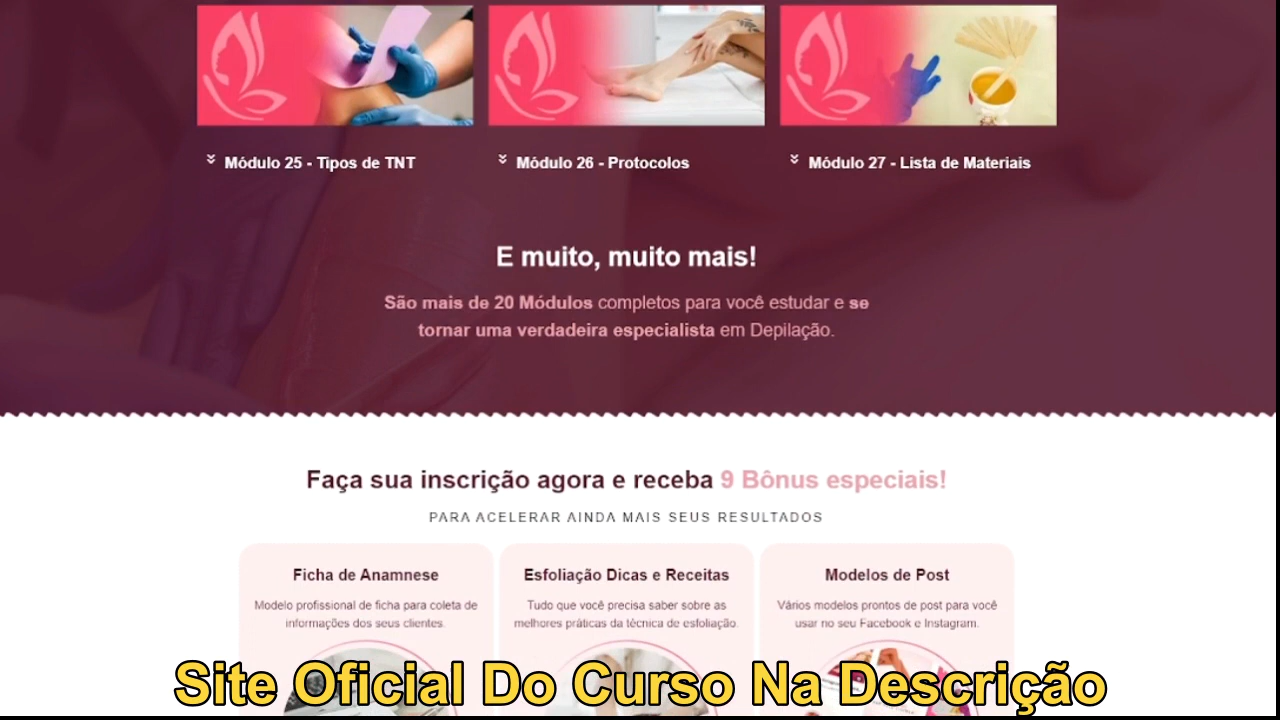 Módulo 25 - Tipos de TNT
Módulo 26 - Protocolos
Módulo 27 - Lista de Materiais
E muito, muito mais!
São mais de 20 Módulos completos para você estudar e se
tornar uma verdadeira especialista em Depilação.
Faça sua inscrição agora e receba 9 Bônus especiais!
PARA ACELERAR AINDA MAIS SEUS RESULTADOS
Ficha de Anamnese
Modelo profissional de ficha para coleta de
informações dos seus clientes.
Esfoliação Dicas e Receitas
Tudo que você precisa saber sobre as
melhores práticas da técnica de esfoliação.
Modelos de Post
Vários modelos prontos de post para você
usar no seu Facebook e Instagram.
Site Oficial Do Curso Na Descrição